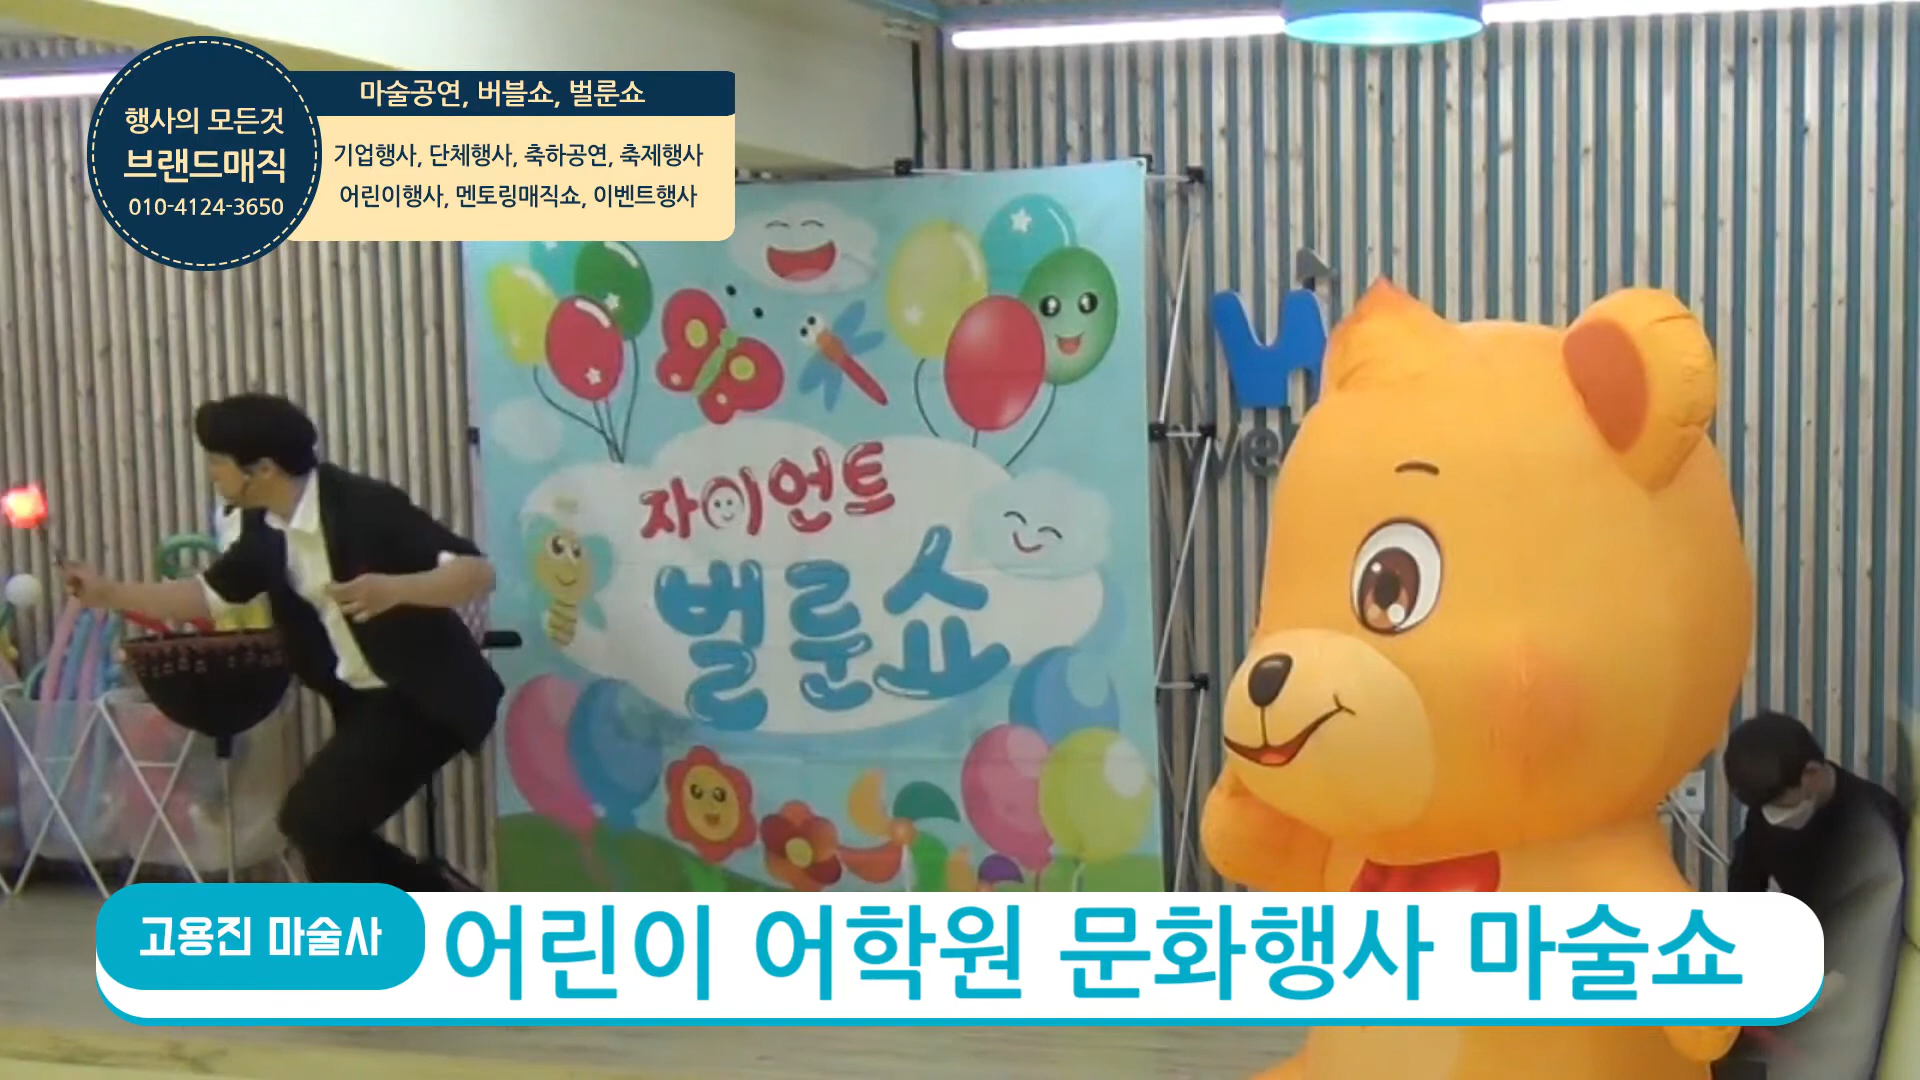 마술공연, 버블쇼, 벌룬쇼
행사의 모든것
브랜드매직
010-4124-3650
기업행사, 단체행사, 축하공연, 축제행사
어린이행사, 멘토링매직쇼, 이벤트행사
we
자이언트
벌룬쇼
고용진 마술사
어린이 어학원 문화행사 마술쇼